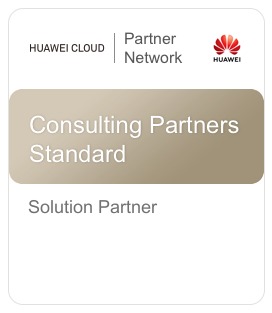 HUAWEI CLOUD
Partner
Network
HUAWEI
Consulting Partners
Standard
Solution Partner